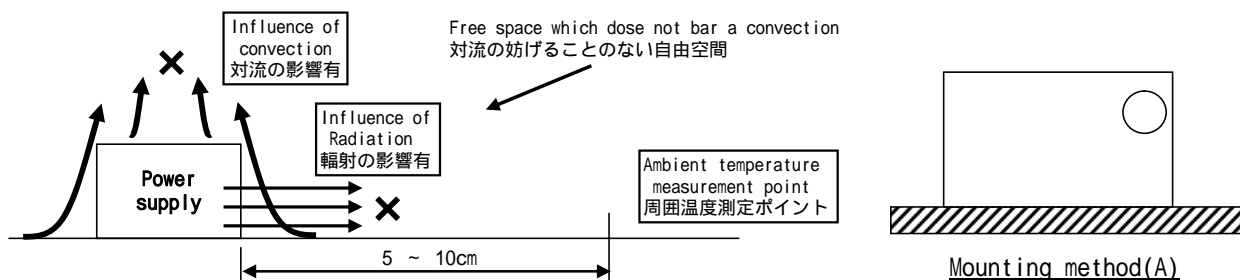 Influence of
convection
対流の影響有
Free space which dose not bar a convection
対流の妨げることのない自由空間
Influence of
Radiation
輻射の影響有
Power
supply
Ambient temperature
measurement point
周囲温度測定ポイント
5 ~ 10cm
Mounting method(A)